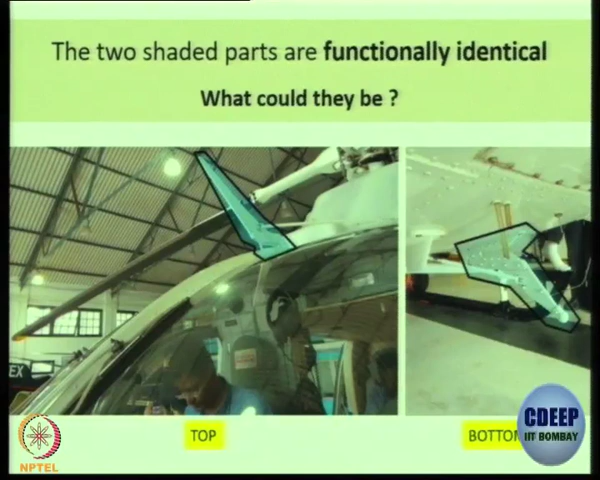 The two shaded parts are functionally identical
What could they be ?
EX
TOP
BOTTOM
CDEEP
IIT BOMBAY
NPTEL